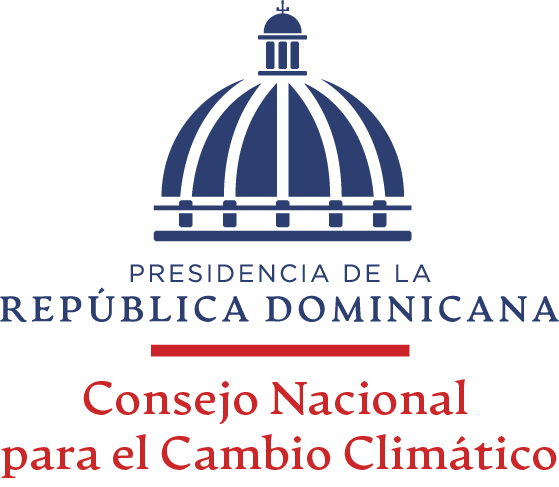 PRESIDENCIA DE LA
REPÚBLICA DOMINICANA
Consejo Nacional
para el Cambio Climático